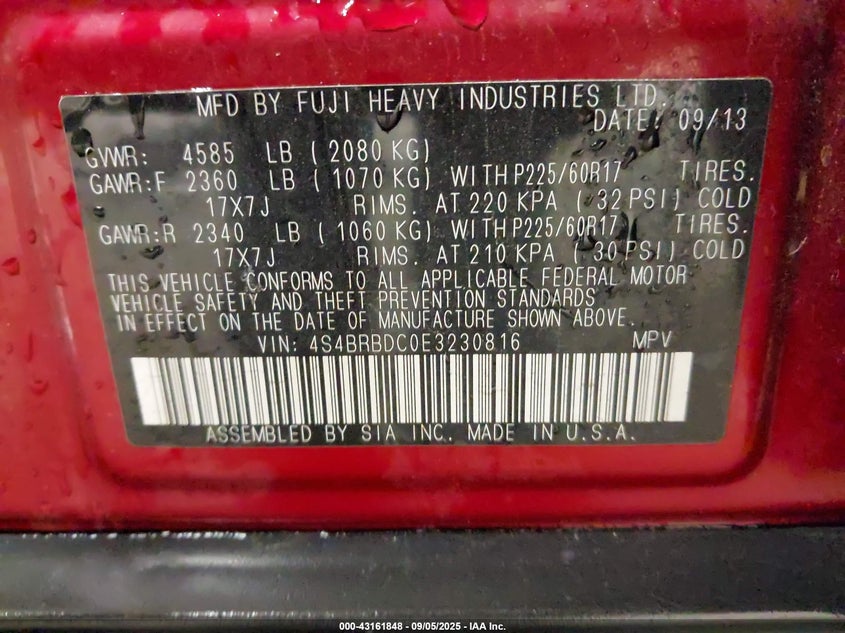 MFD BY FUJI HEAVY INDUSTRIES LTD.
DATE: 09/13
GVWR: 4585 LB ( 2080 KG)
GAWR:F 2360 LB ( 1070 KG) WITH P225/60R17 TIRES.
17X7J RIMS. AT 220 KPA ( 32 PSI) COLD
GAWR:R 2340 LB ( 1060 KG) WITH P225/60R17 TIRES.
17X7J RIMS. AT 210 KPA ( 30 PSI) COLD
THIS VEHICLE CONFORMS TO ALL APPLICABLE FEDERAL MOTOR
VEHICLE SAFETY AND THEFT PREVENTION STANDARDS
IN EFFECT ON THE DATE OF MANUFACTURE SHOWN ABOVE.
VIN: 4S4BRBDC0E3230816 MPV
ASSEMBLED BY SIA INC. MADE IN U.S.A.
000-43161848 - 09/05/2025 - IAA Inc.